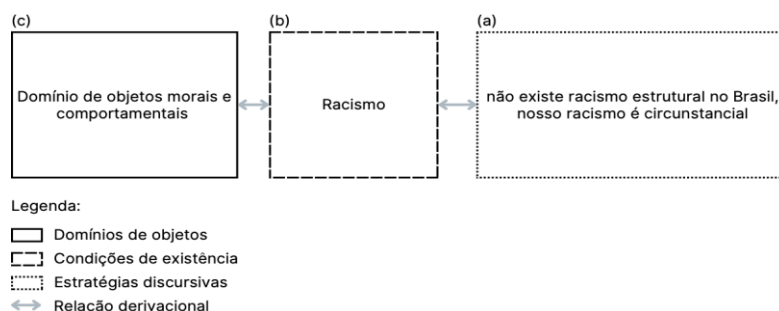 (c)
(b)
(a)
Domínio de objetos morais e
comportamentais
Racismo
não existe racismo estrutural no Brasil,
nosso racismo é circunstancial
Legenda:
Domínios de objetos
Condições de existência
Estratégias discursivas
Relação derivacional